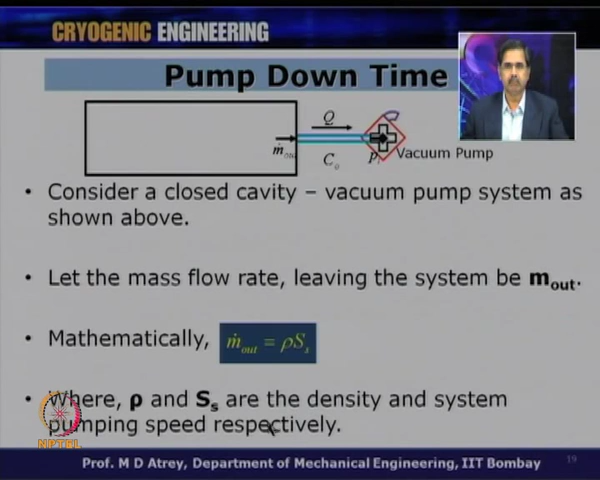 CRYOGENIC ENGINEERING
Pump Down Time
Q
ṁout
Co
Vacuum Pump
• Consider a closed cavity – vacuum pump system as
shown above.
• Let the mass flow rate, leaving the system be mout.
• Mathematically, ṁout = ρSs
• Where, ρ and Ss are the density and system
pumping speed respectively.
NPTEL
Prof. M D Atrey, Department of Mechanical Engineering, IIT Bombay
19